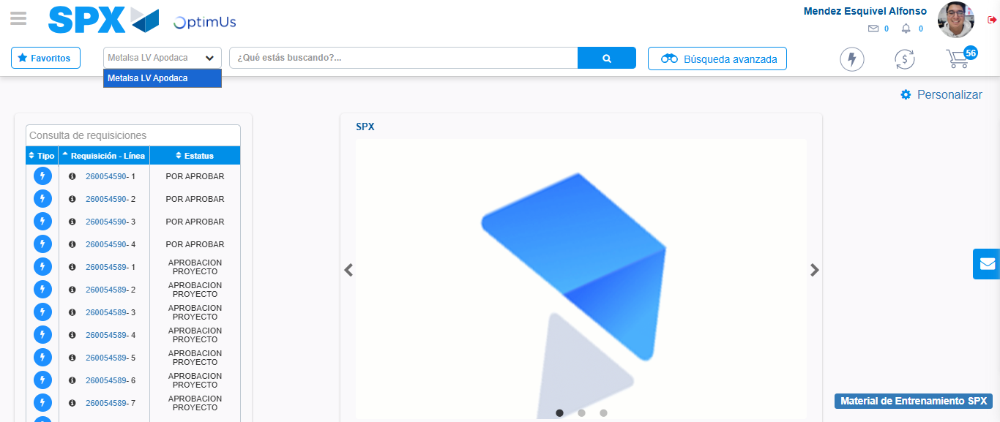 SPX
OptimUs
Mendez Esquivel Alfonso
0
0
Favoritos
Metalsa LV Apodaca
Metalsa LV Apodaca
¿Qué estás buscando?...
Búsqueda avanzada
56
Personalizar
Consulta de requisiciones
Tipo Requisición - Línea Estatus
260054590- 1 POR APROBAR
260054590- 2 POR APROBAR
260054590- 3 POR APROBAR
260054590- 4 POR APROBAR
260054589- 1 APROBACION
PROYECTO
260054589- 2 APROBACION
PROYECTO
260054589- 3 APROBACION
PROYECTO
260054589- 4 APROBACION
PROYECTO
260054589- 5 APROBACION
PROYECTO
260054589- 6 APROBACION
PROYECTO
260054589- 7 APROBACION
PROYECTO
SPX
Material de Entrenamiento SPX